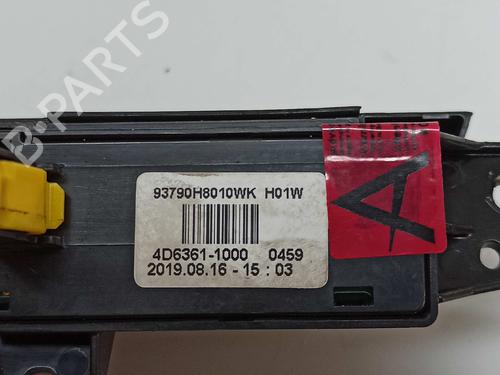 B-PARTS
93790H8010WK H01W
4D6361-1000 0459
2019.08.16 - 15 : 03
A